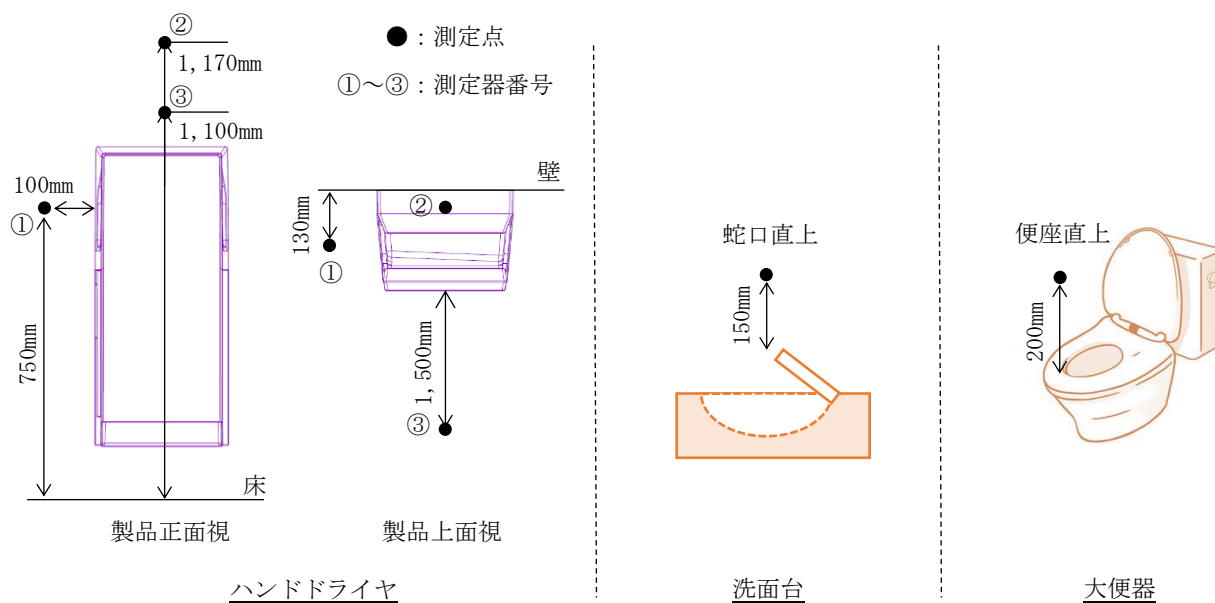 ②
1,170mm
③
1,100mm
100mm
①
750mm
床
製品正面視
●：測定点
①～③：測定器番号
壁
130mm
②
①
1,500mm
③
製品上面視
ハンドドライヤ
蛇口直上
150mm
洗面台
便座直上
200mm
大便器